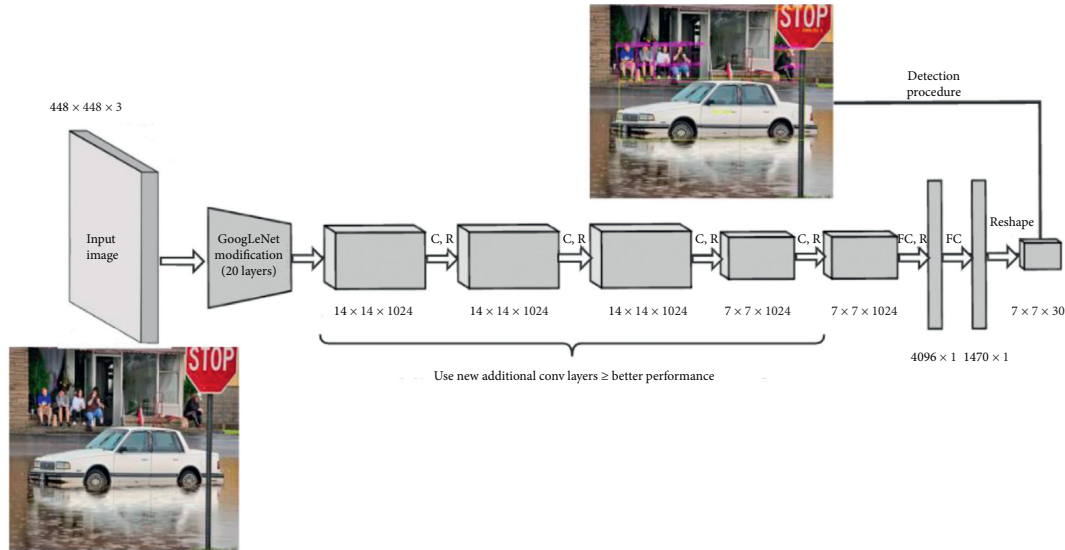 STOP
Detection
procedure
448 × 448 × 3
Input
image
GoogLeNet
modification
(20 layers)
C, R
C, R
C, R
C, R
FC, R
FC
Reshape
14 × 14 × 1024
14 × 14 × 1024
14 × 14 × 1024
7 × 7 × 1024
7 × 7 × 1024
7 × 7 × 30
4096 × 1
1470 × 1
Use new additional conv layers ≥ better performance
STOP